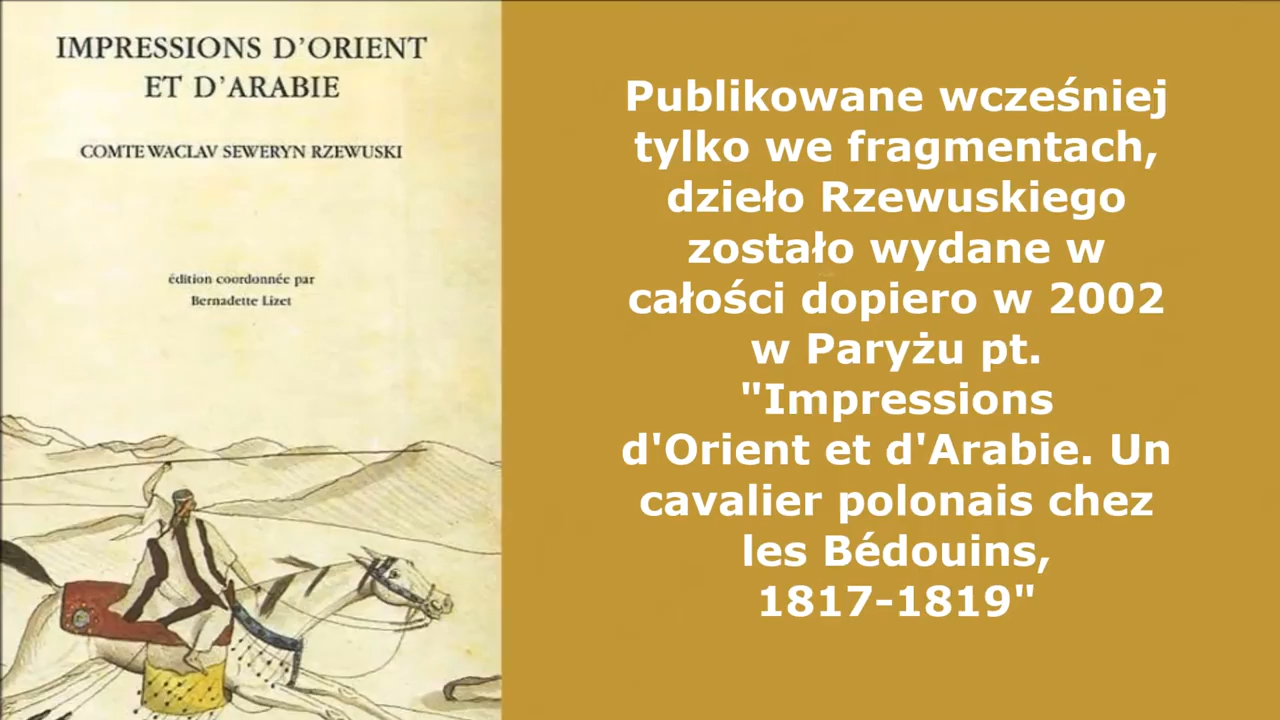 IMPRESSIONS D'ORIENT
ET D'ARABIE
COMTE WACLAV SEWERYN RZEWUSKI
édition coordonnée par
Bernadette Lizet
Publikowane wcześniej
tylko we fragmentach,
dzieło Rzewuskiego
zostało wydane w
całości dopiero w 2002
w Paryżu pt.
"Impressions
d'Orient et d'Arabie. Un
cavalier polonais chez
les Bédouins,
1817-1819"